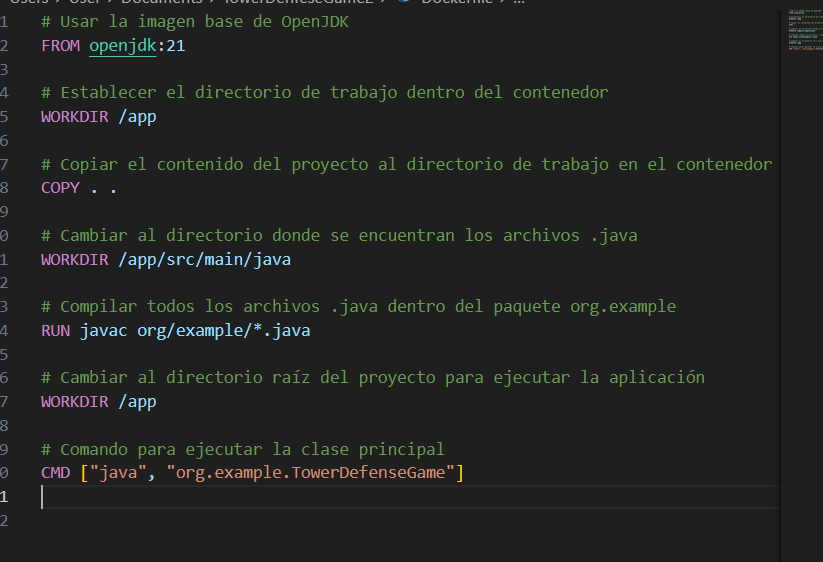 Users > User > Documents > TowerDenfeseGame2 > Dockerfile > ...
1 # Usar la imagen base de OpenJDK
2 FROM openjdk:21
3
4 # Establecer el directorio de trabajo dentro del contenedor
5 WORKDIR /app
6
7 # Copiar el contenido del proyecto al directorio de trabajo en el contenedor
8 COPY . .
9
0 # Cambiar al directorio donde se encuentran los archivos .java
1 WORKDIR /app/src/main/java
2
3 # Compilar todos los archivos .java dentro del paquete org.example
4 RUN javac org/example/*.java
5
6 # Cambiar al directorio raíz del proyecto para ejecutar la aplicación
7 WORKDIR /app
8
9 # Comando para ejecutar la clase principal
0 CMD ["java", "org.example.TowerDefenseGame"]
1
2